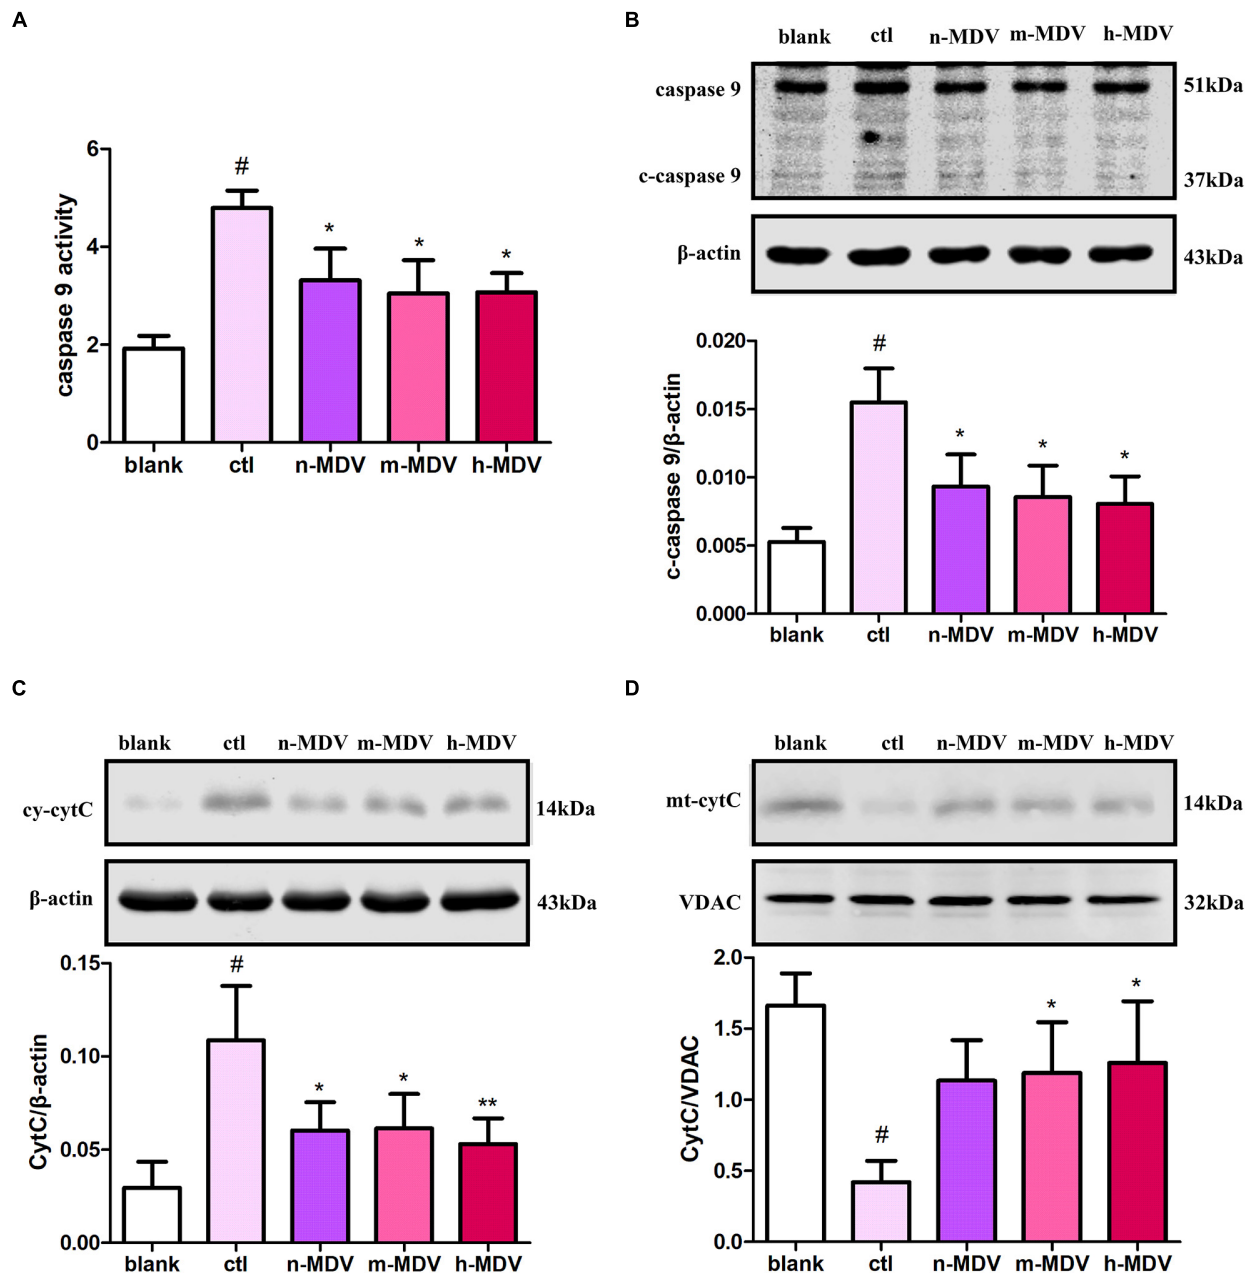 A
6
4
2
0
caspase 9 activity
#
*
*
*
blank ctl n-MDV m-MDV h-MDV
B
blank ctl n-MDV m-MDV h-MDV
caspase 9 51kDa
c-caspase 9 37kDa
β-actin 43kDa
0.020
0.015
0.010
0.005
0.000
c-caspase 9/β-actin
#
*
*
*
blank ctl n-MDV m-MDV h-MDV
C
blank ctl n-MDV m-MDV h-MDV
cy-cytC 14kDa
β-actin 43kDa
0.15
0.10
0.05
0.00
CytC/β-actin
#
*
*
**
blank ctl n-MDV m-MDV h-MDV
D
blank ctl n-MDV m-MDV h-MDV
mt-cytC 14kDa
VDAC 32kDa
2.0
1.5
1.0
0.5
0.0
CytC/VDAC
#
*
*
blank ctl n-MDV m-MDV h-MDV